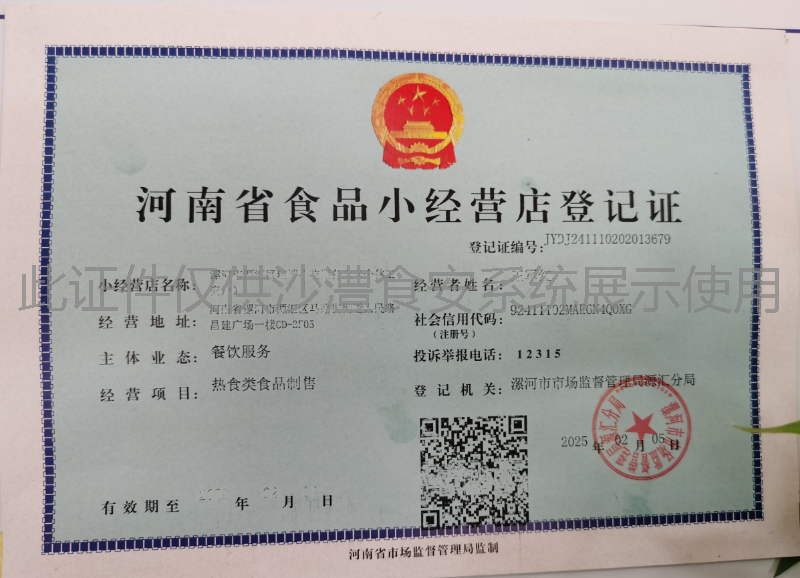 河南省食品小经营店登记证
登记证编号:JYDJ241110202013679
此证件仅供沙澧食安系统展示使用
小经营店名称:
经营者姓名:
经营地址:
昌建广场一楼CD-2F03
社会信用代码:92411102MAEGN4Q0XG
(注册号)
主体业态:餐饮服务
投诉举报电话:12315
经营项目:热食类食品制售
登记机关:漯河市市场监督管理局源汇分局
2025年02月05日
有效期至 年 月 日
河南省市场监督管理局监制